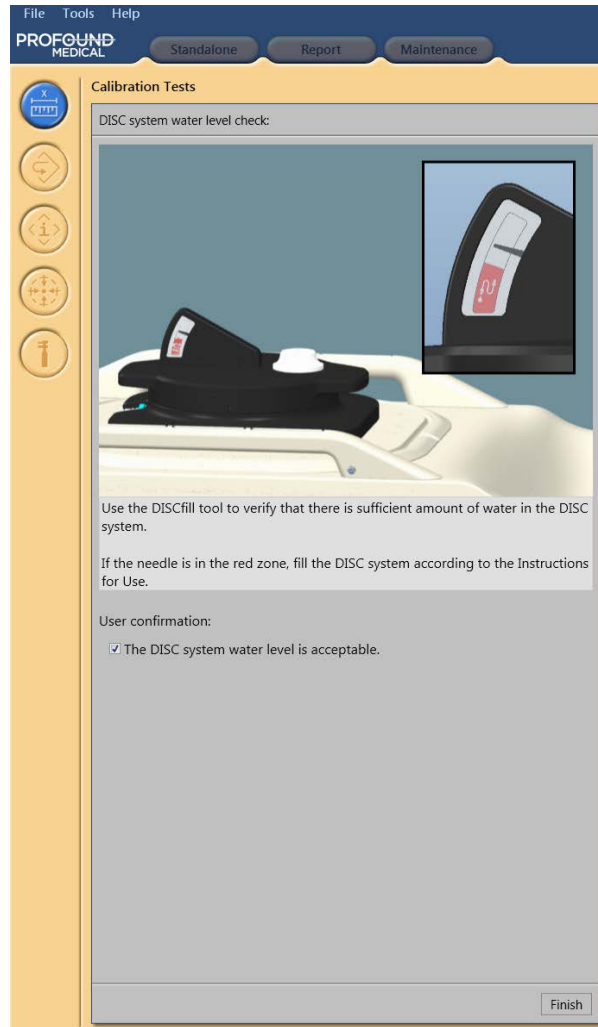 File Tools Help
PROFOUND
MEDICAL
Standalone Report Maintenance
Calibration Tests
DISC system water level check:
Use the DISCfill tool to verify that there is sufficient amount of water in the DISC
system.
If the needle is in the red zone, fill the DISC system according to the Instructions
for Use.
User confirmation:
The DISC system water level is acceptable.
Finish